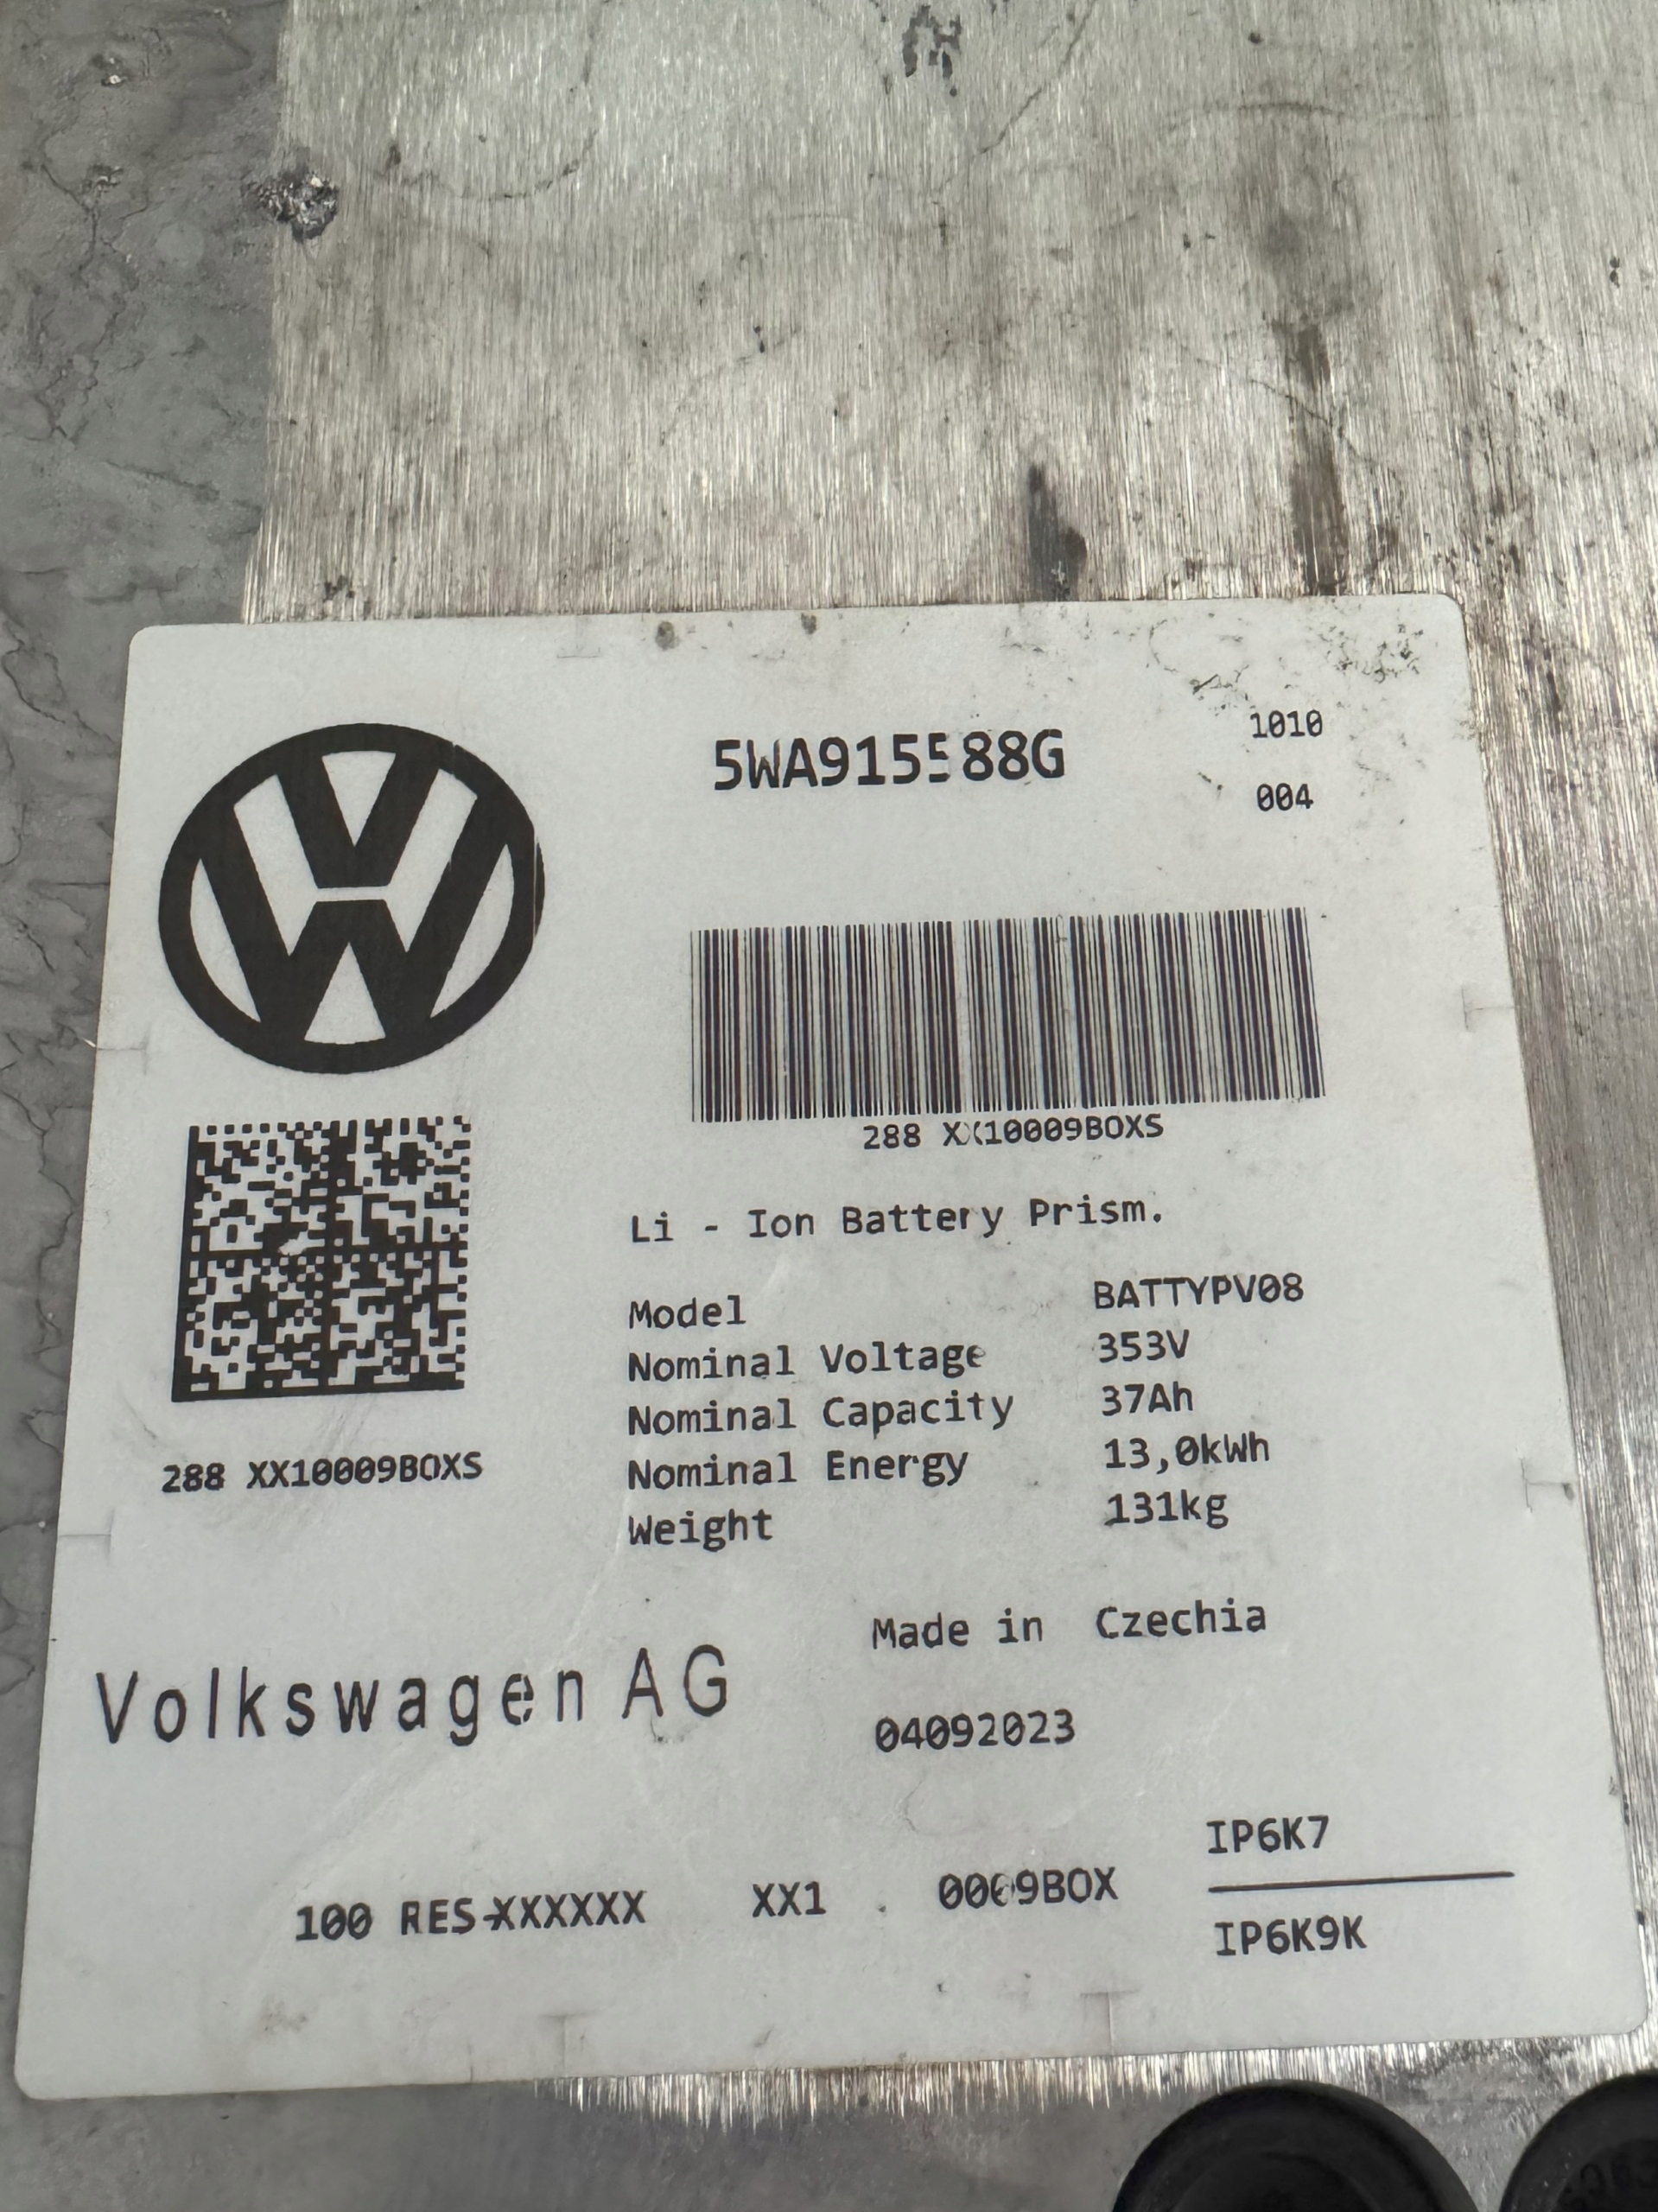 5WA915588G
1010
004
288 XX10009BOXS
288 XX10009BOXS
Li - Ion Battery Prism.
Model BATTYPV08
Nominal Voltage 353V
Nominal Capacity 37Ah
Nominal Energy 13,0kWh
Weight 131kg
Made in Czechia
Volkswagen AG
04092023
100 RES-XXXXXX XX1 . 0009BOX
IP6K7
IP6K9K